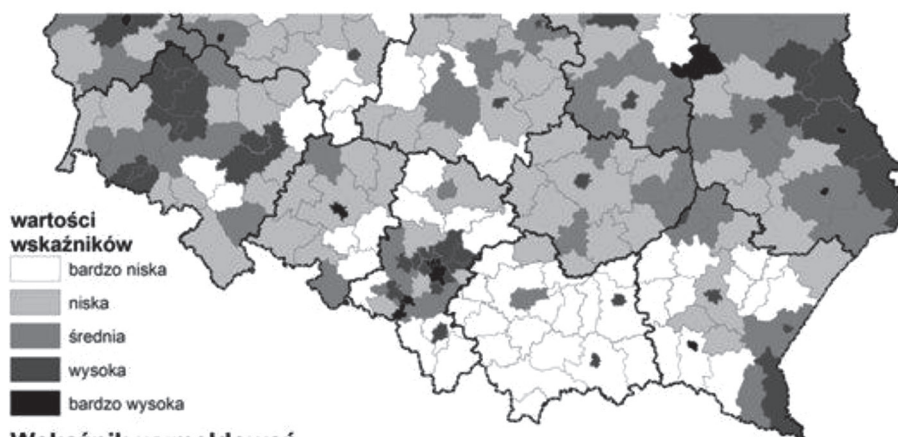 wartości
wskaźników
bardzo niska
niska
średnia
wysoka
bardzo wysoka